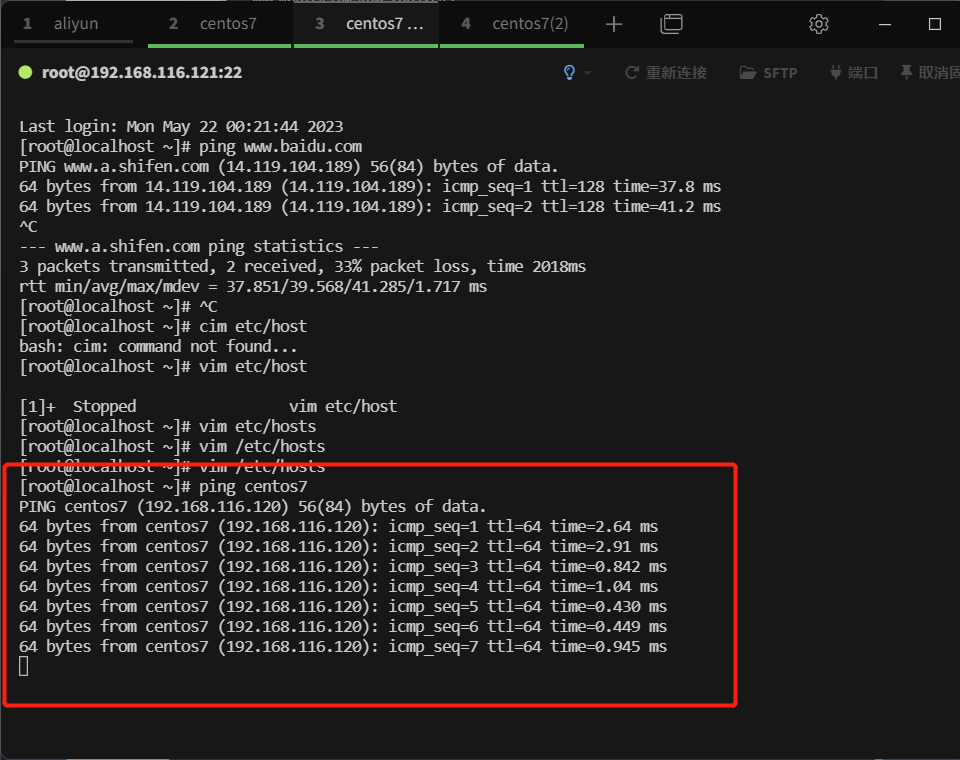 1 aliyun 2 centos7 3 centos7 ... 4 centos7(2)
root@192.168.116.121:22 重新连接 SFTP 端口 取消固
Last login: Mon May 22 00:21:44 2023
[root@localhost ~]# ping www.baidu.com
PING www.a.shifen.com (14.119.104.189) 56(84) bytes of data.
64 bytes from 14.119.104.189 (14.119.104.189): icmp_seq=1 ttl=128 time=37.8 ms
64 bytes from 14.119.104.189 (14.119.104.189): icmp_seq=2 ttl=128 time=41.2 ms
^C
--- www.a.shifen.com ping statistics ---
3 packets transmitted, 2 received, 33% packet loss, time 2018ms
rtt min/avg/max/mdev = 37.851/39.568/41.285/1.717 ms
[root@localhost ~]# ^C
[root@localhost ~]# cim etc/host
bash: cim: command not found...
[root@localhost ~]# vim etc/host
[1]+  Stopped                 vim etc/host
[root@localhost ~]# vim etc/hosts
[root@localhost ~]# vim /etc/hosts
[root@localhost ~]# vim /etc/hosts
[root@localhost ~]# ping centos7
PING centos7 (192.168.116.120) 56(84) bytes of data.
64 bytes from centos7 (192.168.116.120): icmp_seq=1 ttl=64 time=2.64 ms
64 bytes from centos7 (192.168.116.120): icmp_seq=2 ttl=64 time=2.91 ms
64 bytes from centos7 (192.168.116.120): icmp_seq=3 ttl=64 time=0.842 ms
64 bytes from centos7 (192.168.116.120): icmp_seq=4 ttl=64 time=1.04 ms
64 bytes from centos7 (192.168.116.120): icmp_seq=5 ttl=64 time=0.430 ms
64 bytes from centos7 (192.168.116.120): icmp_seq=6 ttl=64 time=0.449 ms
64 bytes from centos7 (192.168.116.120): icmp_seq=7 ttl=64 time=0.945 ms